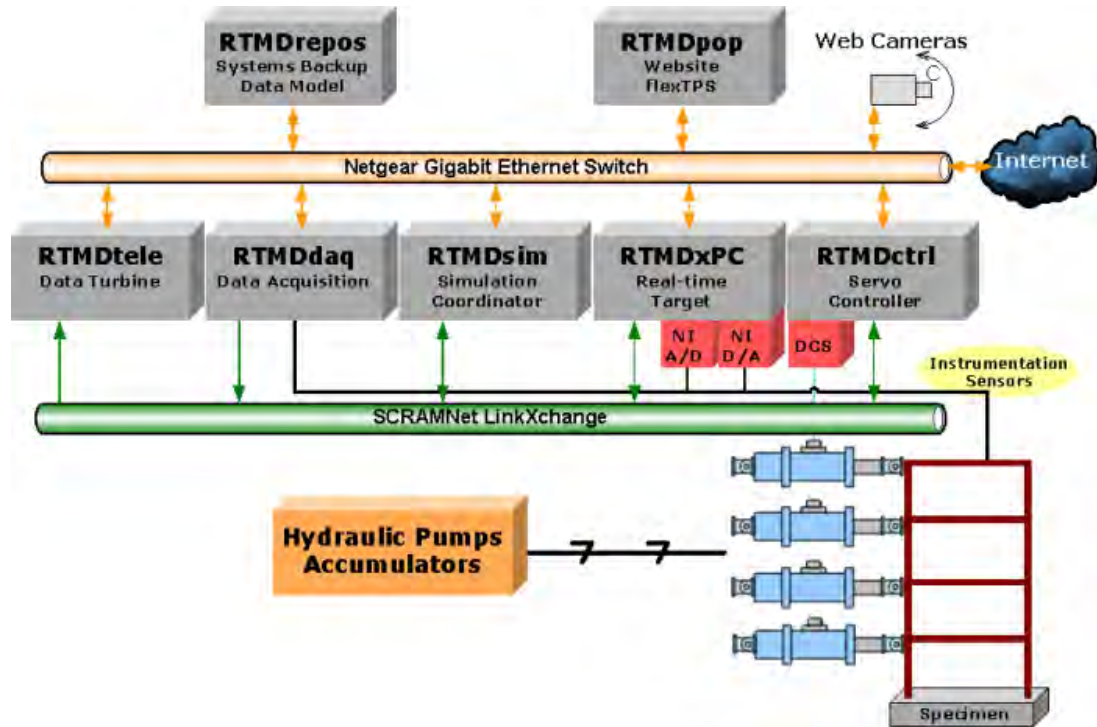 RTMDrepos
Systems Backup
Data Model
RTMDpop
Website
flexTPS
Web Cameras
Netgear Gigabit Ethernet Switch
Internet
RTMDtele
Data Turbine
RTMDdaq
Data Acquisition
RTMDsim
Simulation
Coordinator
RTMDxPC
Real-time
Target
RTMDctrl
Servo
Controller
NI
A/D
NI
D/A
DCS
Instrumentation
Sensors
SCRAMNet LinkXchange
Hydraulic Pumps
Accumulators
Specimen